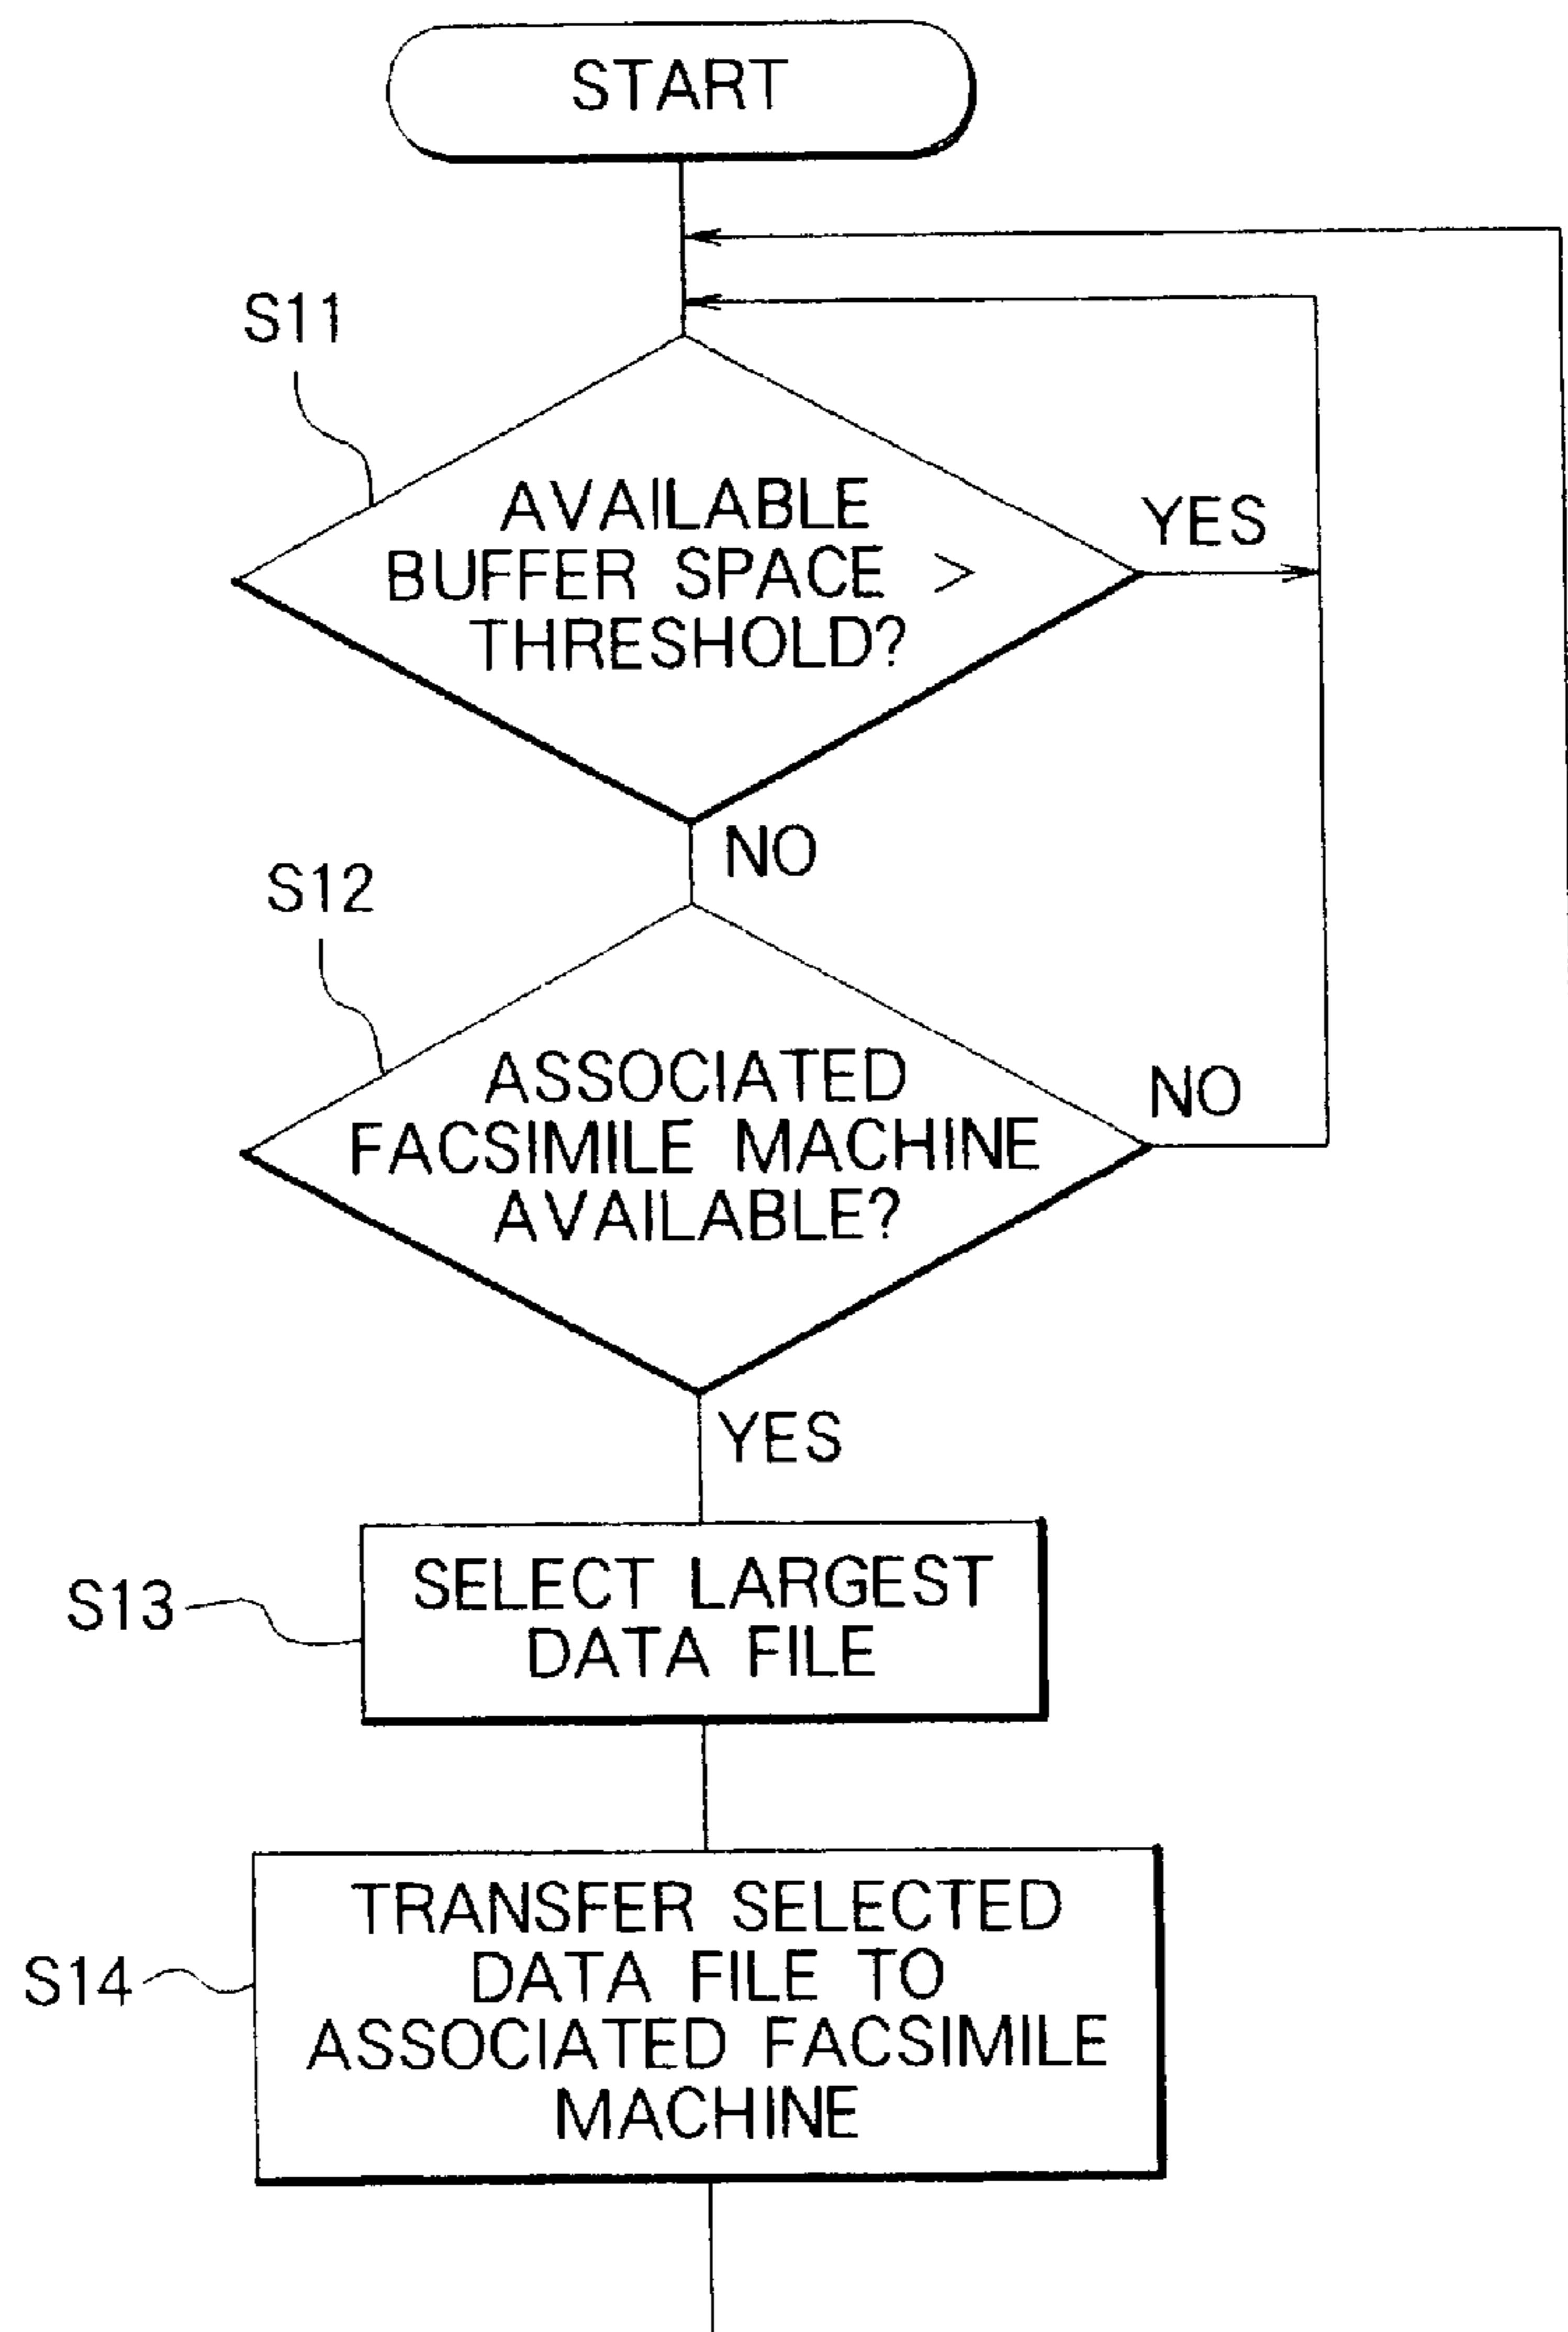 START
S11
AVAILABLE
BUFFER SPACE >
THRESHOLD?
YES
NO
S12
ASSOCIATED
FACSIMILE MACHINE
AVAILABLE?
NO
YES
S13
SELECT LARGEST
DATA FILE
S14
TRANSFER SELECTED
DATA FILE TO
ASSOCIATED FACSIMILE
MACHINE